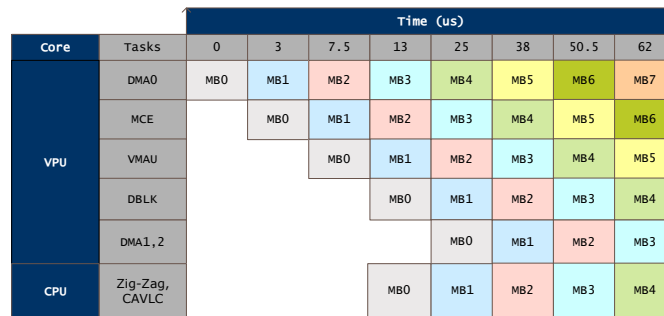 Time (us)
Core Tasks 0 3 7.5 13 25 38 50.5 62
VPU
DMA0 MB0 MB1 MB2 MB3 MB4 MB5 MB6 MB7
MCE MB0 MB1 MB2 MB3 MB4 MB5 MB6
VMAU MB0 MB1 MB2 MB3 MB4 MB5
DBLK MB0 MB1 MB2 MB3 MB4
DMA1,2 MB0 MB1 MB2 MB3
CPU
Zig-Zag,
CAVLC
MB0 MB1 MB2 MB3 MB4